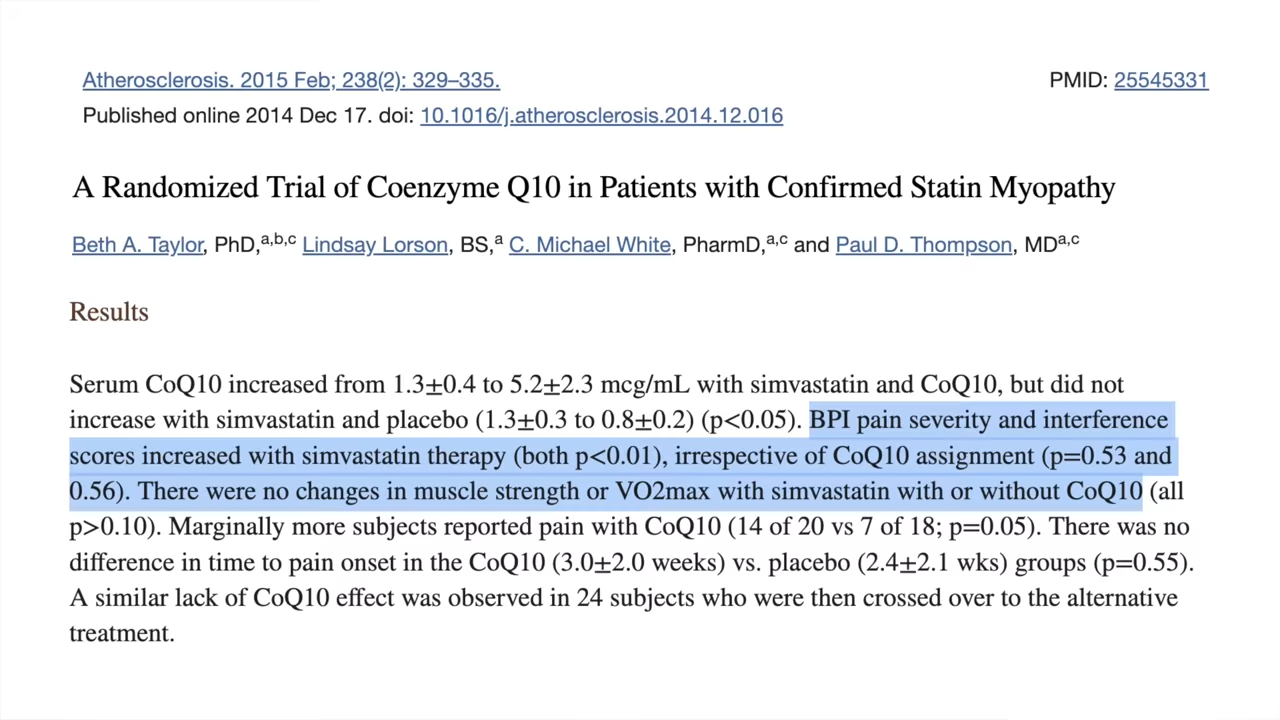 Atherosclerosis. 2015 Feb; 238(2): 329–335.
PMID: 25545331
Published online 2014 Dec 17. doi: 10.1016/j.atherosclerosis.2014.12.016
A Randomized Trial of Coenzyme Q10 in Patients with Confirmed Statin Myopathy
Beth A. Taylor, PhD,a,b,c Lindsay Lorson, BS,a C. Michael White, PharmD,a,c and Paul D. Thompson, MDa,c
Results
Serum CoQ10 increased from 1.3±0.4 to 5.2±2.3 mcg/mL with simvastatin and CoQ10, but did not
increase with simvastatin and placebo (1.3±0.3 to 0.8±0.2) (p<0.05). BPI pain severity and interference
scores increased with simvastatin therapy (both p<0.01), irrespective of CoQ10 assignment (p=0.53 and
0.56). There were no changes in muscle strength or VO2max with simvastatin with or without CoQ10 (all
p>0.10). Marginally more subjects reported pain with CoQ10 (14 of 20 vs 7 of 18; p=0.05). There was no
difference in time to pain onset in the CoQ10 (3.0±2.0 weeks) vs. placebo (2.4±2.1 wks) groups (p=0.55).
A similar lack of CoQ10 effect was observed in 24 subjects who were then crossed over to the alternative
treatment.